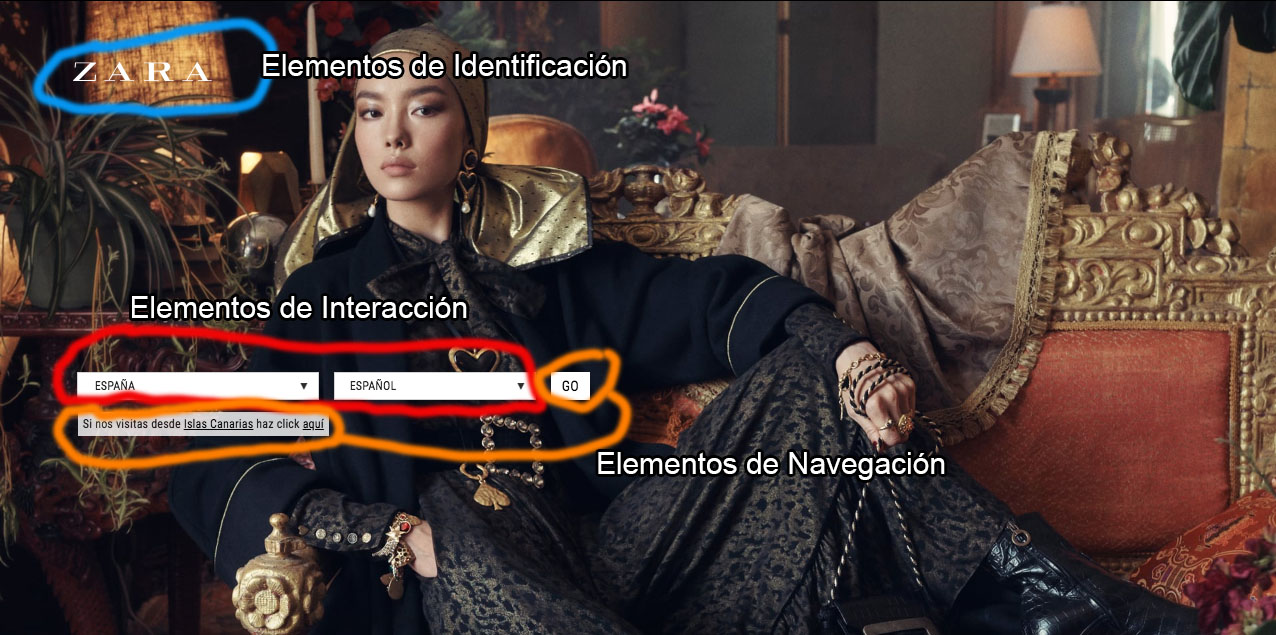 ZARA
Elementos de Identificación
Elementos de Interacción
ESPAÑA
ESPAÑOL
GO
Si nos visitas desde Islas Canarias haz click aquí
Elementos de Navegación